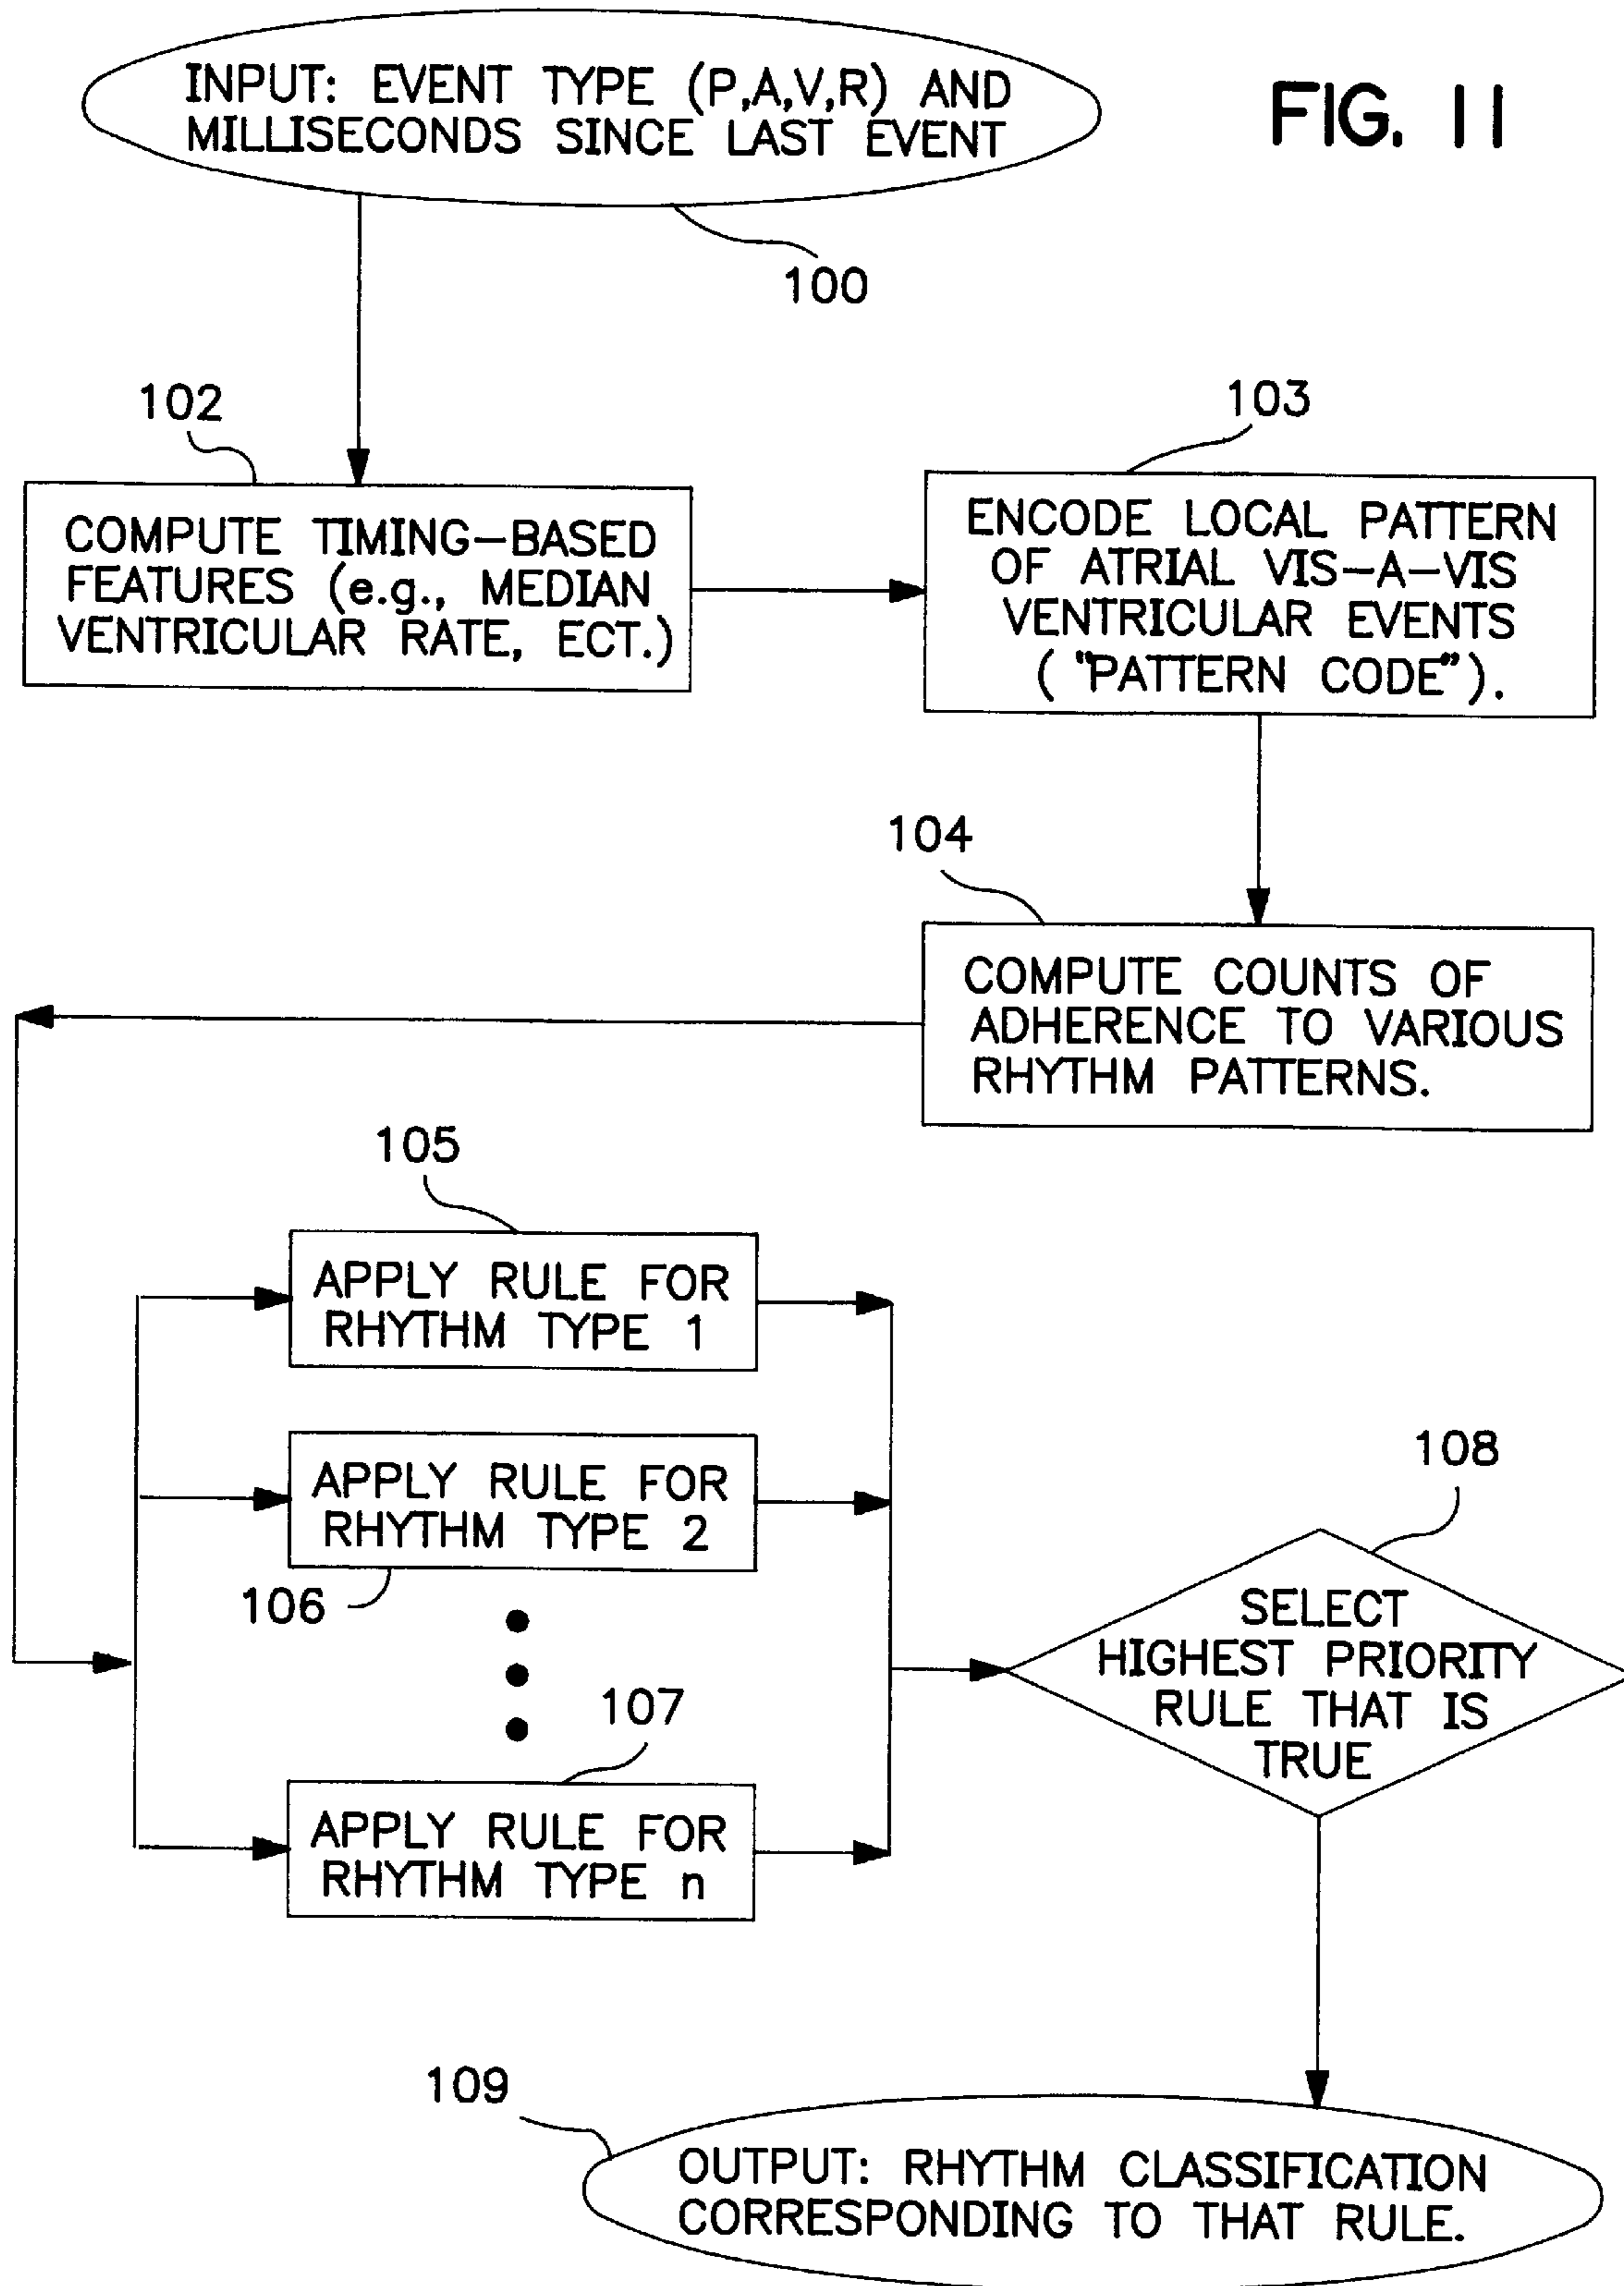 INPUT: EVENT TYPE (P,A,V,R) AND
MILLISECONDS SINCE LAST EVENT
FIG. 11
100
102
COMPUTE TIMING-BASED
FEATURES (e.g., MEDIAN
VENTRICULAR RATE, ECT.)
103
ENCODE LOCAL PATTERN
OF ATRIAL VIS-A-VIS
VENTRICULAR EVENTS
( "PATTERN CODE").
104
COMPUTE COUNTS OF
ADHERENCE TO VARIOUS
RHYTHM PATTERNS.
105
APPLY RULE FOR
RHYTHM TYPE 1
APPLY RULE FOR
RHYTHM TYPE 2
106
107
APPLY RULE FOR
RHYTHM TYPE n
108
SELECT
HIGHEST PRIORITY
RULE THAT IS
TRUE
109
OUTPUT: RHYTHM CLASSIFICATION
CORRESPONDING TO THAT RULE.